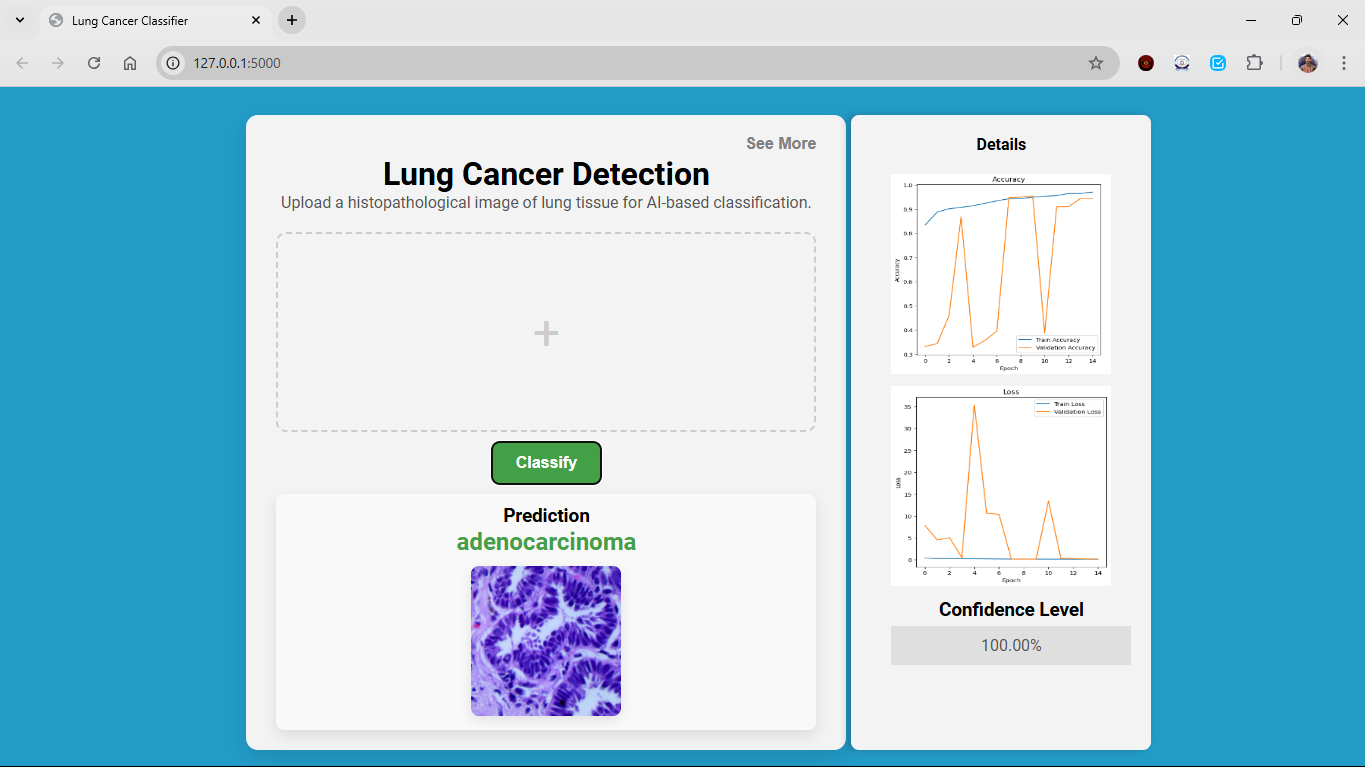 Lung Cancer Classifier
127.0.0.1:5000
See More
Lung Cancer Detection
Upload a histopathological image of lung tissue for AI-based classification.
+
Classify
Prediction
adenocarcinoma
Details
Accuracy
1.0
0.9
0.8
0.7
0.6
0.5
0.4
0.3
Accuracy
Train Accuracy
Validation Accuracy
0 2 4 6 8 10 12 14
Epoch
Loss
35
30
25
20
15
10
5
0
Loss
Train Loss
Validation Loss
0 2 4 6 8 10 12 14
Epoch
Confidence Level
100.00%